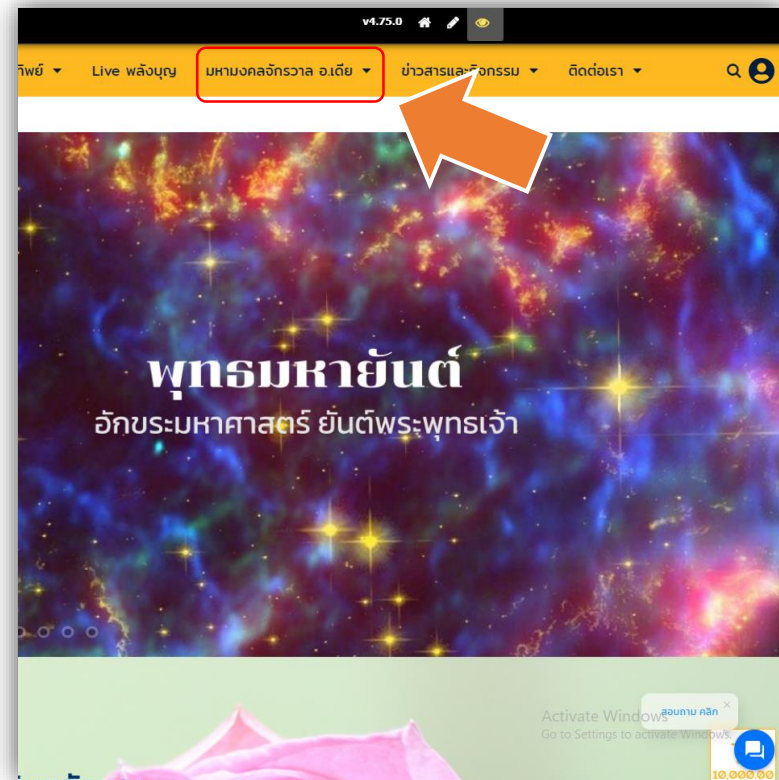 v4.75.0
ทิพย์ Live พลังบุญ มหามงคลจักรวาล อ.เดีย ข่าวสารและกิจกรรม ติดต่อเรา
พุทธมหายันต์
อักขระมหาศาสตร์ ยันต์พระพุทธเจ้า
สอบถาม คลิก
Activate Windows
Go to Settings to activate Windows.
10,000.00